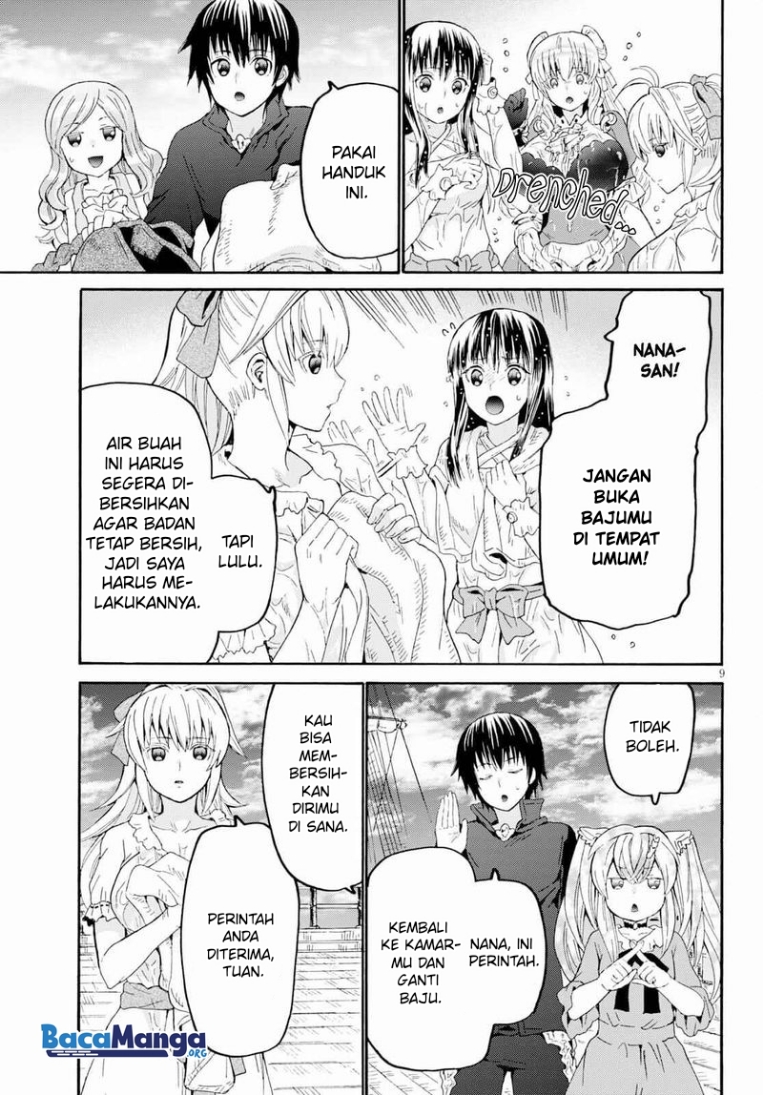 Drenched...
PAKAI
HANDUK
INI.
NANA-
SAN!
JANGAN
BUKA
BAJUMU
DI TEMPAT
UMUM!
TAPI
LULU.
AIR BUAH
INI HARUS
SEGERA DI-
BERSIHKAN
AGAR BADAN
TETAP BERSIH,
JADI SAYA
HARUS ME-
LAKUKANNYA.
9
TIDAK
BOLEH.
NANA, INI
PERINTAH.
KEMBALI
KE KAMAR-
MU DAN
GANTI
BAJU.
KAU
BISA
MEM-
BERSIH-
KAN
DIRIMU
DI SANA.
PERINTAH
ANDA
DITERIMA,
TUAN.
BacaManga
.ORG